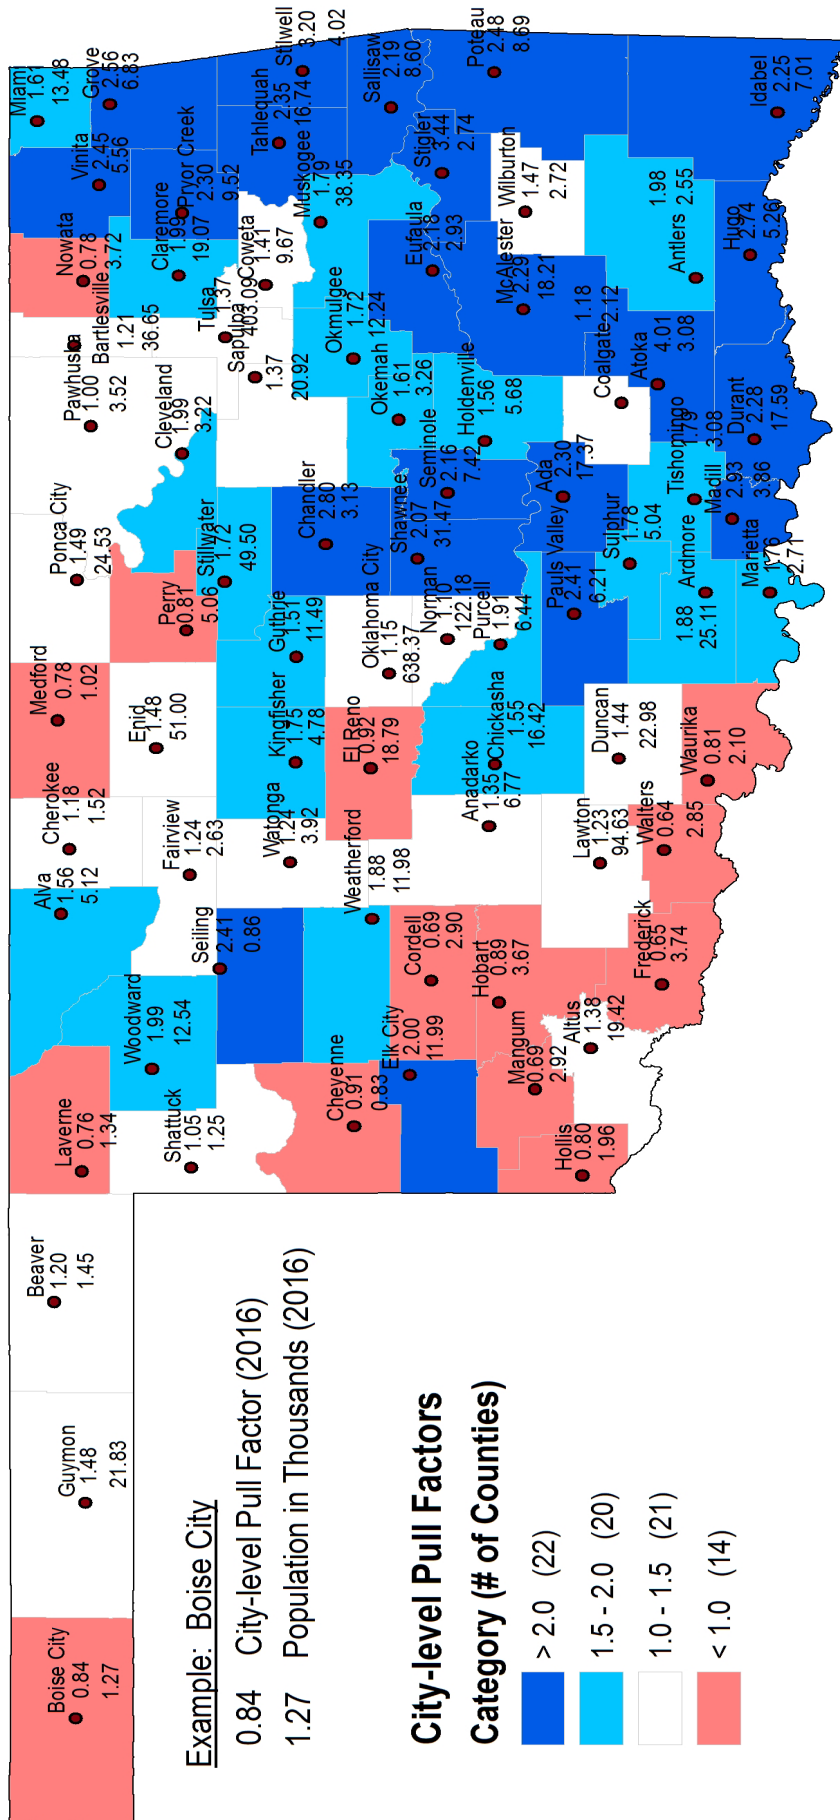 Boise City
0.84
1.27
Guymon
1.48
21.83
Beaver
1.20
1.45
Laverne
0.76
1.34
Shattuck
1.05
1.25
Woodward
1.99
12.54
Alva
1.56
5.12
Cherokee
1.18
1.52
Fairview
1.24
2.63
Seiling
2.41
0.86
Medford
0.78
1.02
Enid
1.48
51.00
Ponca City
1.49
24.53
Perry
0.81
5.06
Stillwater
1.72
49.50
Pawhuska
1.00
3.52
Cleveland
1.99
3.22
Bartlesville
1.21
36.65
Nowata
0.78
3.72
Vinita
2.45
5.56
Miami
1.61
13.48
Grove
2.56
6.83
Claremore
1.99
19.07
Pryor Creek
2.30
9.52
Tulsa
1.37
403.09
Sapulpa
1.37
20.92
Coweta
1.41
9.67
Tahlequah
2.35
16.74
Stilwell
3.20
4.02
Muskogee
1.79
38.35
Sallisaw
2.19
8.60
Cheyenne
0.91
0.83
Elk City
2.00
11.99
Weatherford
1.88
11.98
Watonga
1.24
3.92
Kingfisher
1.75
4.78
Guthrie
1.51
11.49
El Reno
0.92
18.79
Oklahoma City
1.15
638.37
Chandler
2.80
3.13
Shawnee
2.07
31.47
Norman
1.10
122.18
Purcell
1.91
6.44
Seminole
2.16
7.42
Okemah
1.61
3.26
Okmulgee
1.72
12.24
Holdenville
1.56
5.68
Eufaula
2.18
2.93
Stigler
3.44
2.74
Poteau
2.48
8.69
Wilburton
1.47
2.72
McAlester
2.29
18.21
Cordell
0.69
2.90
Hobart
0.89
3.67
Mangum
0.69
2.92
Hollis
0.80
1.96
Altus
1.38
19.42
Frederick
0.65
3.74
Anadarko
1.35
6.77
Chickasha
1.55
16.42
Lawton
1.23
94.63
Walters
0.64
2.85
Duncan
1.44
22.98
Waurika
0.81
2.10
Pauls Valley
2.41
6.21
Ada
2.30
17.37
Sulphur
1.78
5.04
Ardmore
1.88
25.11
Marietta
1.76
2.71
Madill
2.93
3.86
Tishomingo
1.79
3.08
Coalgate
1.18
2.12
Atoka
4.01
3.08
Durant
2.28
17.59
Antlers
1.98
2.55
Hugo
2.74
5.26
Idabel
2.25
7.01
Example: Boise City
0.84 City-level Pull Factor (2016)
1.27 Population in Thousands (2016)
City-level Pull Factors
Category (# of Counties)
> 2.0 (22)
1.5 - 2.0 (20)
1.0 - 1.5 (21)
< 1.0 (14)